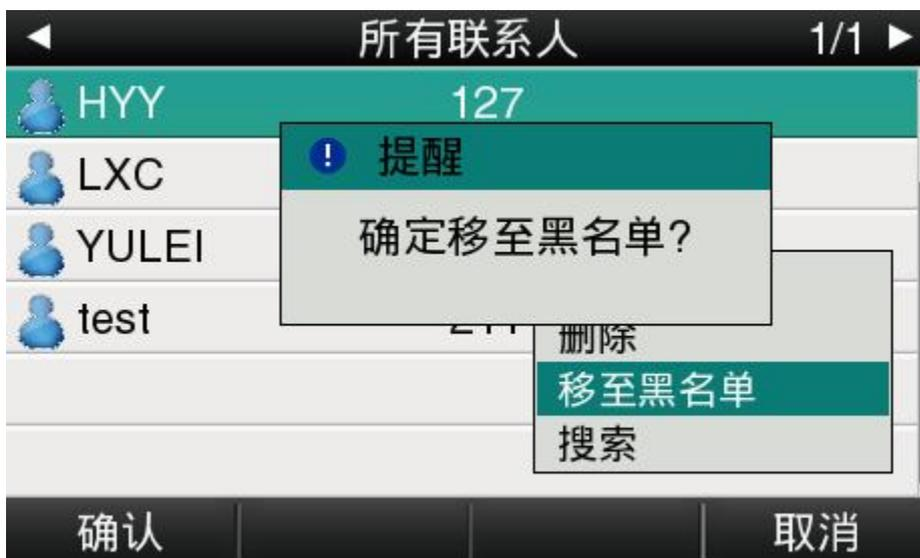 所有联系人 1/1
HYY 127
LXC
YULEI
test
提醒
确定移至黑名单?
删除
移至黑名单
搜索
确认 取消